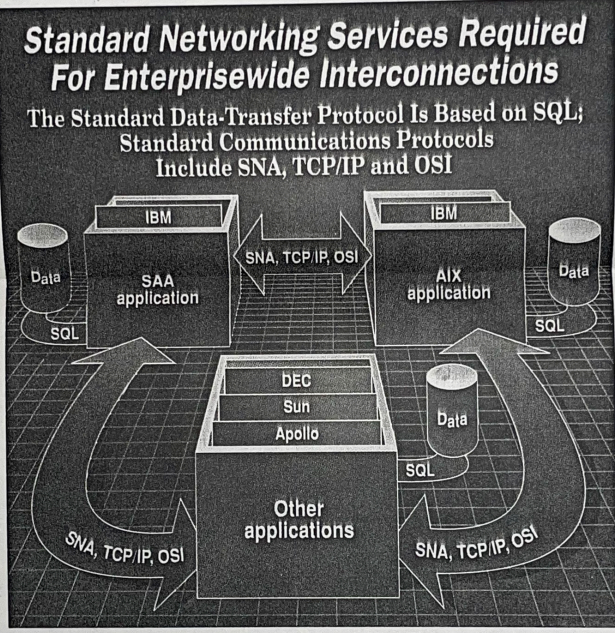 Standard Networking Services Required
For Enterprisewide Interconnections
The Standard Data-Transfer Protocol Is Based on SQL;
Standard Communications Protocols
Include SNA, TCP/IP and OSI
IBM
SAA
application
Data
SQL
SNA, TCP/IP, OSI
IBM
AIX
application
Data
SQL
DEC
Sun
Apollo
Other
applications
Data
SQL
SNA, TCP/IP, OSI
SNA, TCP/IP, OSI